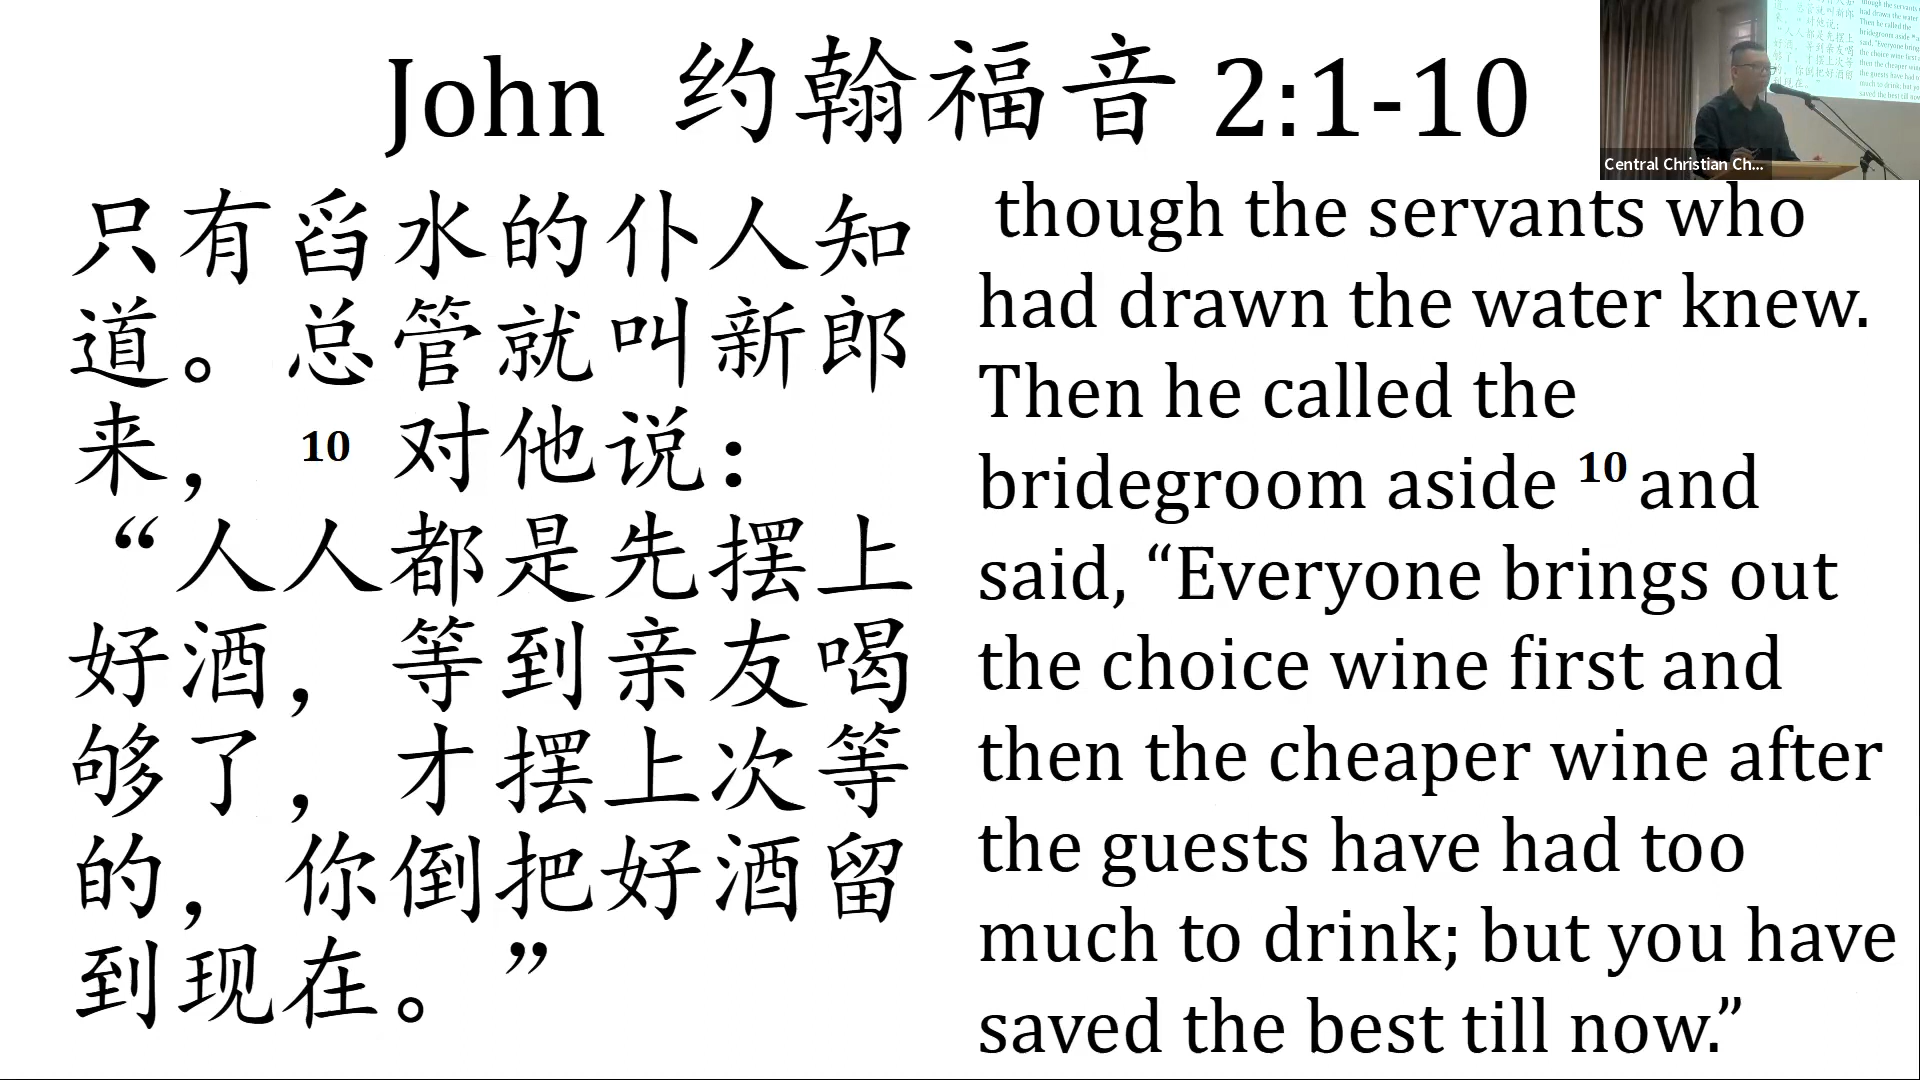 John 约翰福音 2:1-10
只有舀水的仆人知
道。总管就叫新郎
来， 10 对他说：
“人人都是先摆上
好酒，等到亲友喝
够了，才摆上次等
的，你倒把好酒留
到现在。”
though the servants who
had drawn the water knew.
Then he called the
bridegroom aside 10 and
said, “Everyone brings out
the choice wine first and
then the cheaper wine after
the guests have had too
much to drink; but you have
saved the best till now.”
Central Christian Ch...